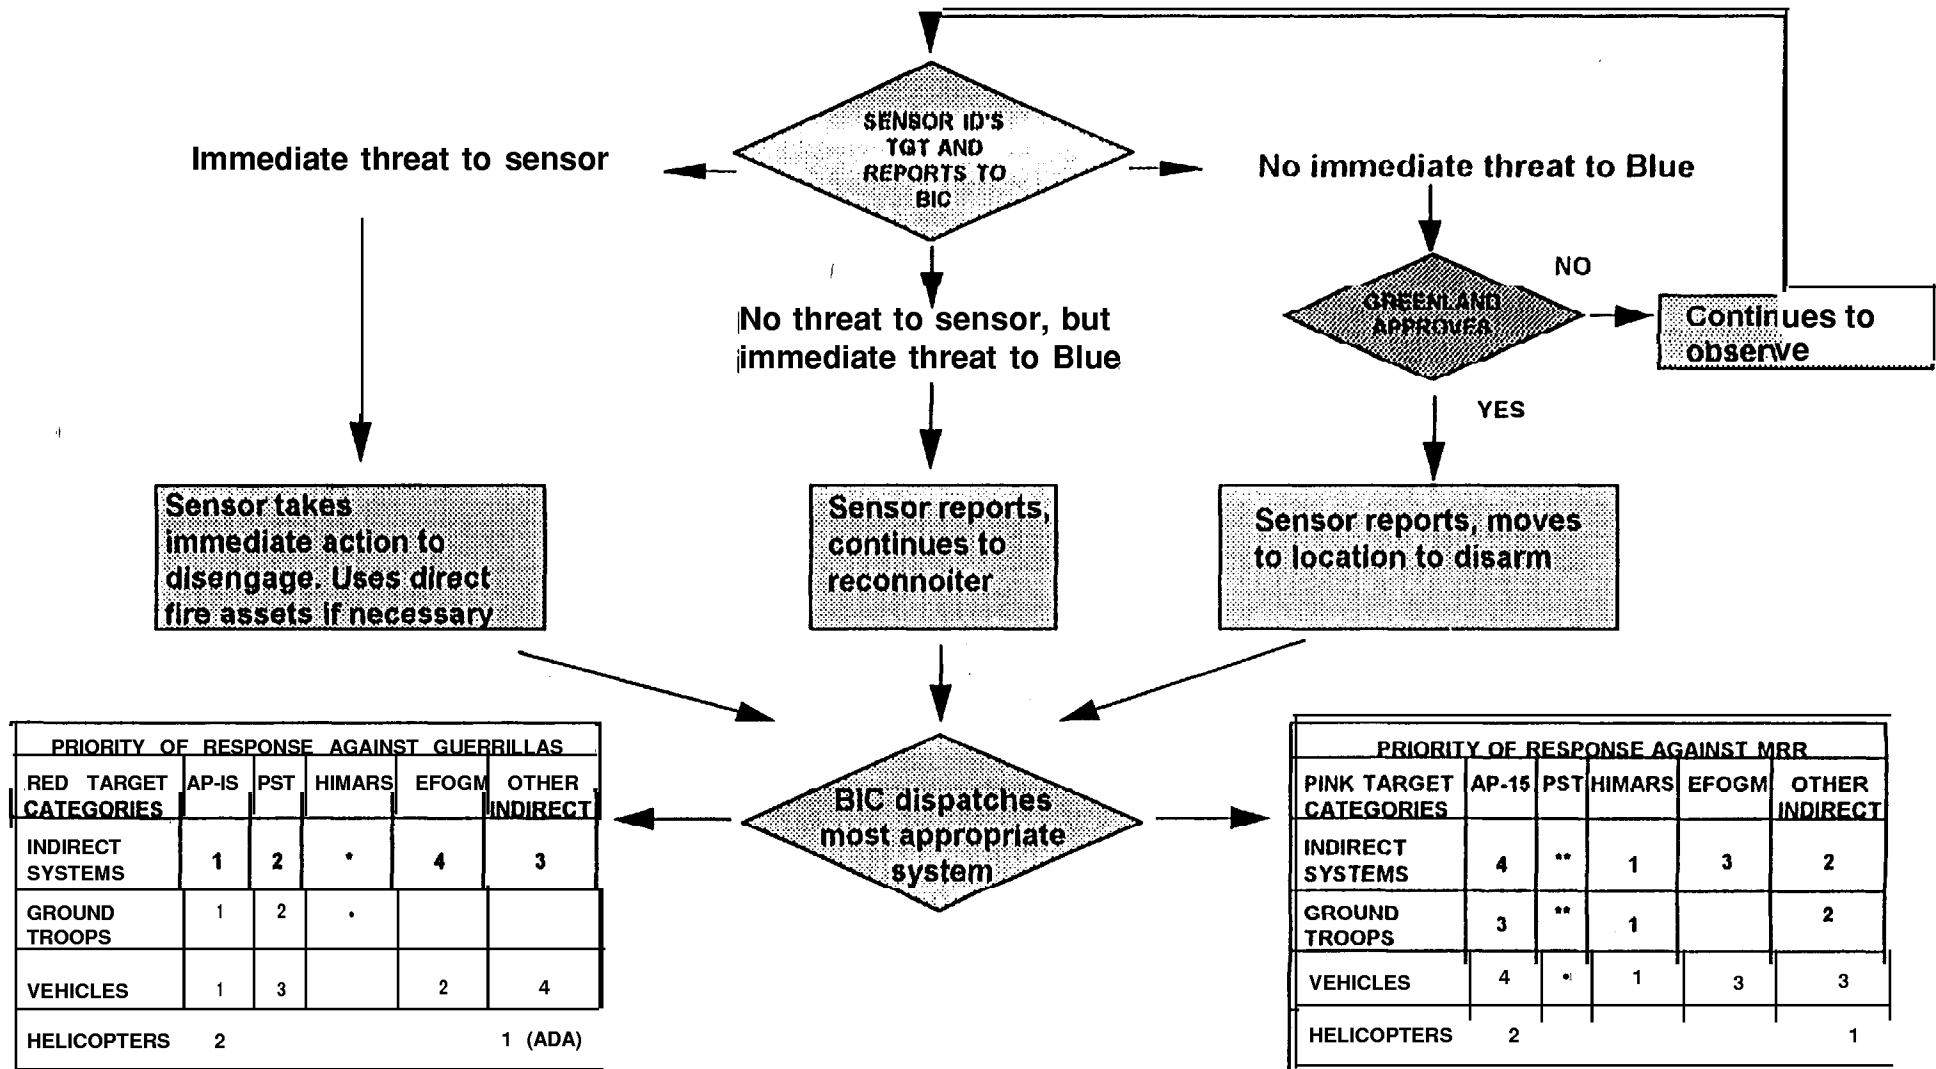 SENSOR ID'S
TGT AND
REPORTS TO
BIC
Immediate threat to sensor
No immediate threat to Blue
No threat to sensor, but
immediate threat to Blue
GREENLAND
APPROVES
NO
Continues to
observe
YES
Sensor takes
immediate action to
disengage. Uses direct
fire assets if necessary
Sensor reports,
continues to
reconnoiter
Sensor reports, moves
to location to disarm
BIC dispatches
most appropriate
system
PRIORITY OF RESPONSE AGAINST GUERRILLAS
RED TARGET AP-IS PST HIMARS EFOGM OTHER
CATEGORIES INDIRECT
INDIRECT
SYSTEMS 1 2 * 4 3
GROUND 1 2 •
TROOPS
VEHICLES 1 3 2 4
HELICOPTERS 2 1 (ADA)
PRIORITY OF RESPONSE AGAINST MRR
PINK TARGET AP-15 PST HIMARS EFOGM OTHER
CATEGORIES INDIRECT
INDIRECT
SYSTEMS 4 ** 1 3 2
GROUND
TROOPS 3 ** 1 2
VEHICLES 4 • 1 3 3
HELICOPTERS 2 1